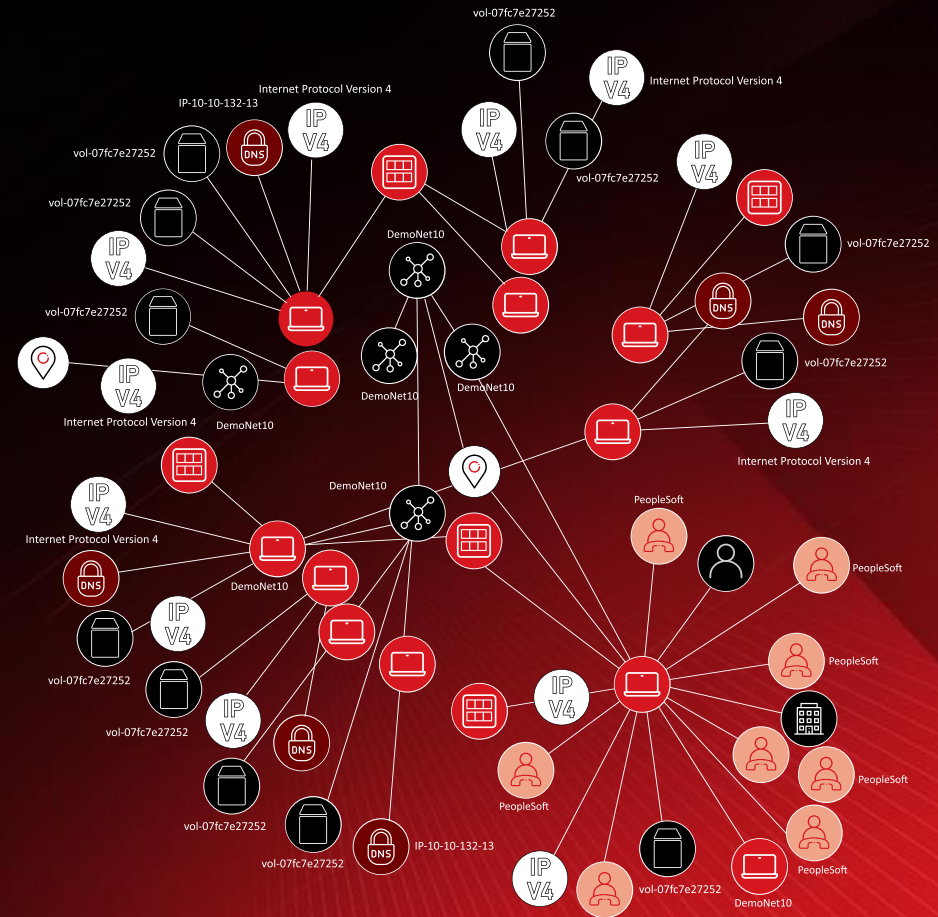 vol-07fc7e27252
IP
V4
Internet Protocol Version 4
Internet Protocol Version 4
IP-10-10-132-13
IP
V4
IP
V4
DNS
vol-07fc7e27252
vol-07fc7e27252
IP
V4
vol-07fc7e27252
DemoNet10
IP
V4
vol-07fc7e27252
DNS
DNS
vol-07fc7e27252
vol-07fc7e27252
IP
V4
DemoNet10
DemoNet10
IP
V4
Internet Protocol Version 4
DemoNet10
Internet Protocol Version 4
DemoNet10
IP
V4
PeopleSoft
Internet Protocol Version 4
DNS
DemoNet10
PeopleSoft
IP
V4
vol-07fc7e27252
PeopleSoft
IP
V4
vol-07fc7e27252
IP
V4
DNS
PeopleSoft
PeopleSoft
vol-07fc7e27252
IP-10-10-132-13
DNS
vol-07fc7e27252
PeopleSoft
IP
V4
vol-07fc7e27252
DemoNet10